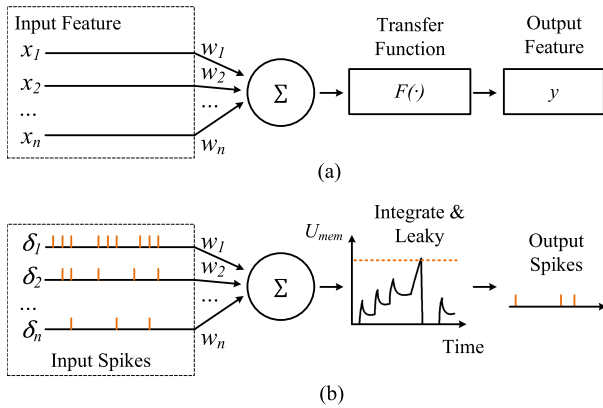 Input Feature
x1
x2
...
xn
w1
w2
...
wn
Σ
Transfer
Function
F(·)
Output
Feature
y
(a)
δ1
δ2
...
δn
Input Spikes
w1
w2
...
wn
Σ
Umem
Integrate &
Leaky
Time
Output
Spikes
(b)